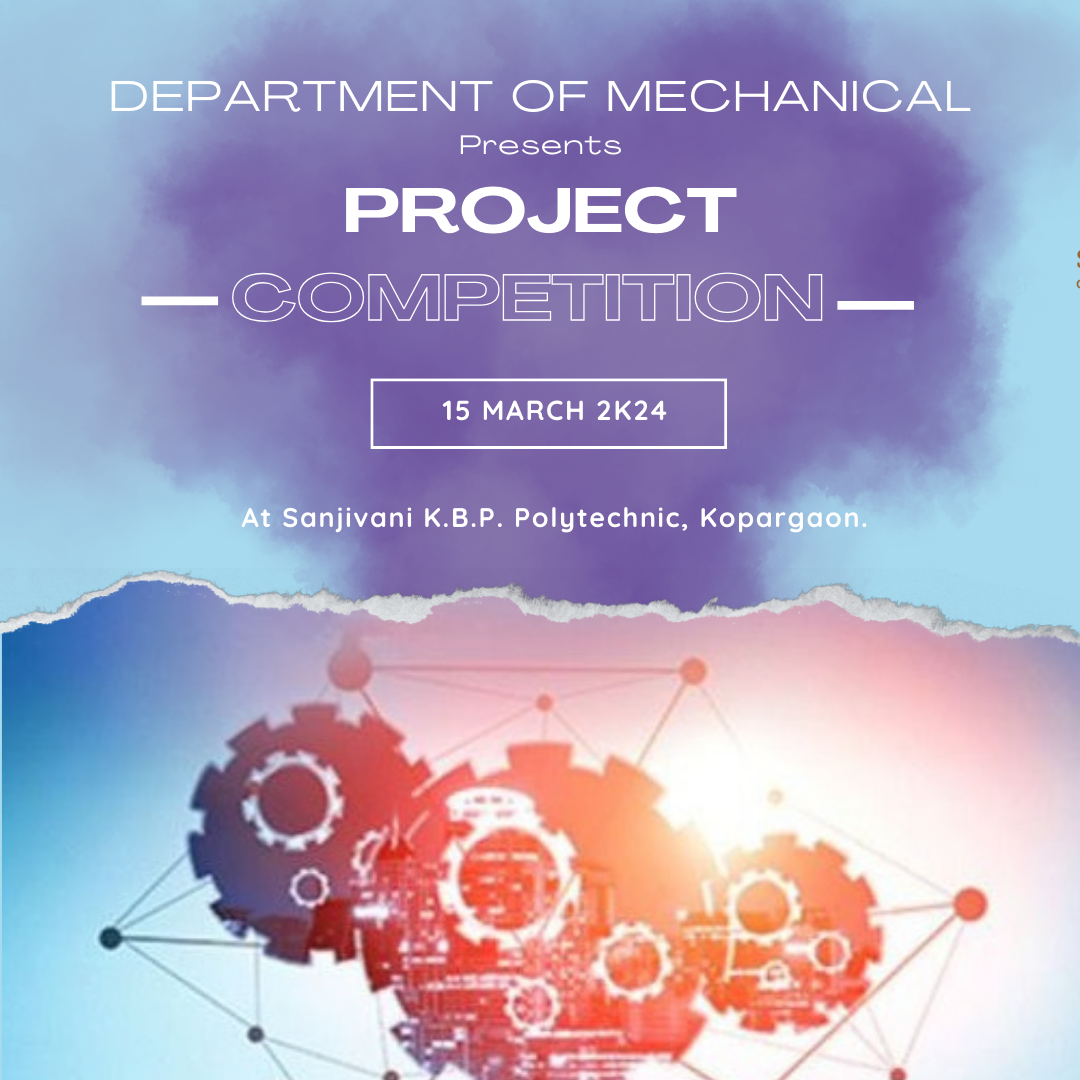 DEPARTMENT OF MECHANICAL
Presents
PROJECT
COMPETITION
15 MARCH 2K24
At Sanjivani K.B.P. Polytechnic, Kopargaon.